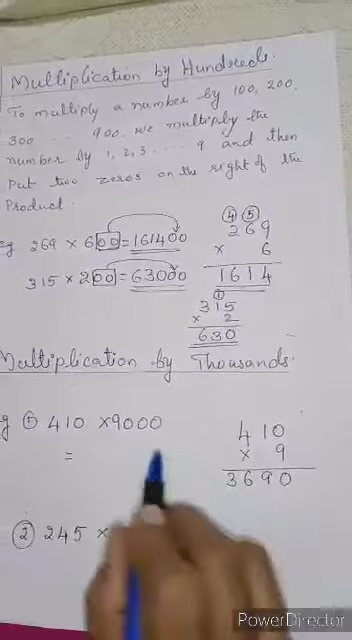 Multiplication by Hundreds.
To multiply a number by 100, 200,
300 ..... 900. we multiply the
number by 1, 2, 3 .... 9 and then
Put two zeros on the right of the
Product.
eg 269 × 600 = 161400
315 × 200 = 63000
④⑤
269
× 6
1614
①
315
× 2
630
Multiplication by Thousands.
eg ① 410 × 9000
=
410
× 9
3690
② 245 ×
PowerDirector